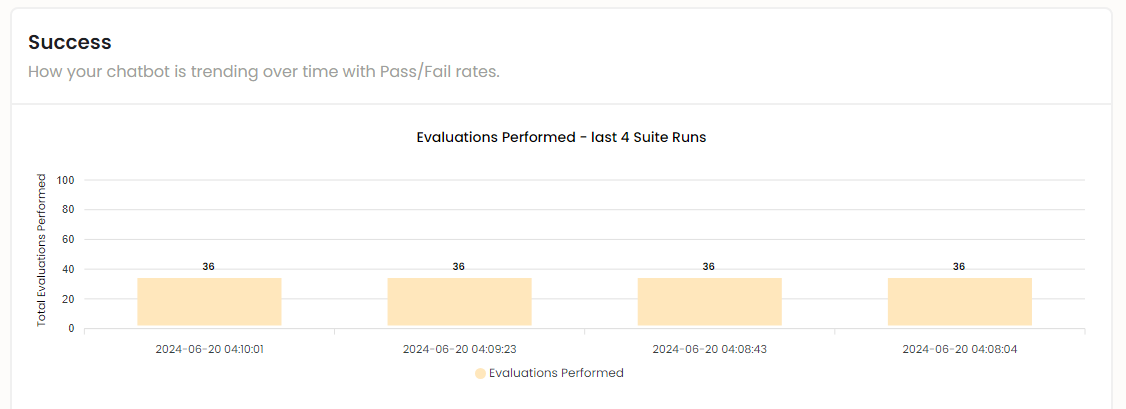 Success
How your chatbot is trending over time with Pass/Fail rates.
Evaluations Performed - last 4 Suite Runs
Total Evaluations Performed
100
80
60
40
20
0
36 36 36 36
2024-06-20 04:10:01 2024-06-20 04:09:23 2024-06-20 04:08:43 2024-06-20 04:08:04
Evaluations Performed